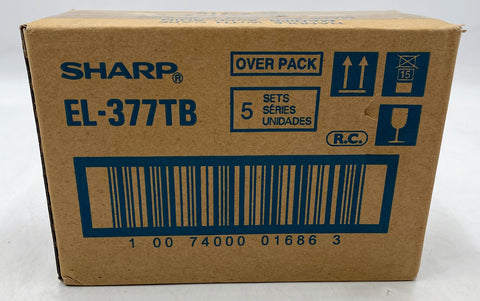 SHARP®
EL-377TB
OVER PACK
5 SETS
SÉRIES
UNIDADES
15
R.C.
1 00 74000 01686 3